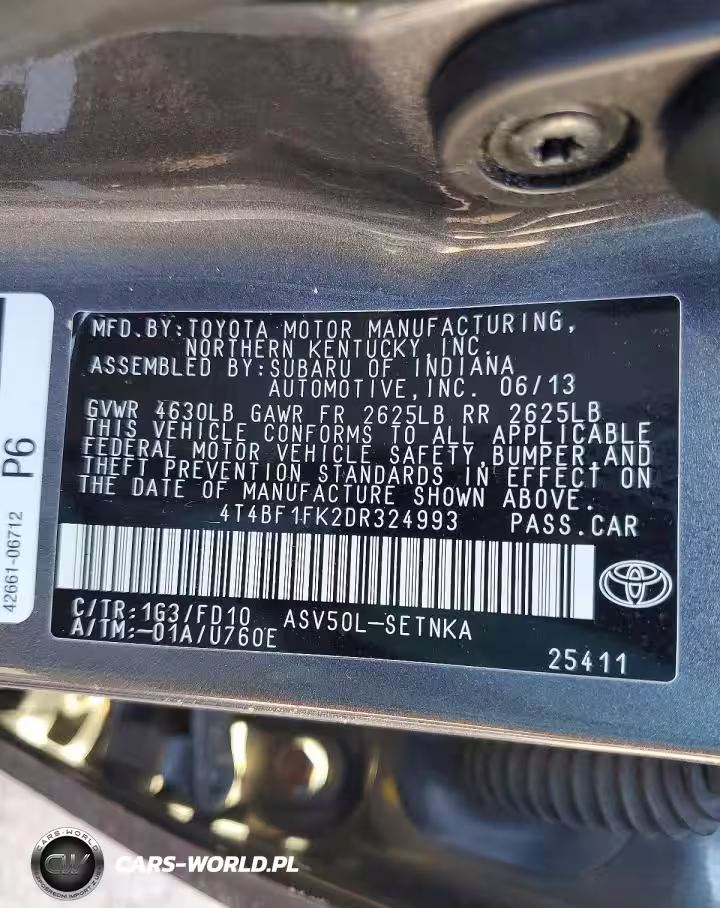 MFD.BY:TOYOTA MOTOR MANUFACTURING,
NORTHERN KENTUCKY,INC.
ASSEMBLED BY:SUBARU OF INDIANA
AUTOMOTIVE,INC. 06/13
GVWR 4630LB GAWR FR 2625LB RR 2625LB
THIS VEHICLE CONFORMS TO ALL APPLICABLE
FEDERAL MOTOR VEHICLE SAFETY,BUMPER,AND
THEFT PREVENTION STANDARDS IN EFFECT ON
THE DATE OF MANUFACTURE SHOWN ABOVE.
4T4BF1FK2DR324993 PASS.CAR
C/TR:1G3/FD10 ASV50L-SETNKA
A/TM:-01A/U760E
25411
P6
42661-06712
CARS-WORLD
CW
CARS-WORLD.PL